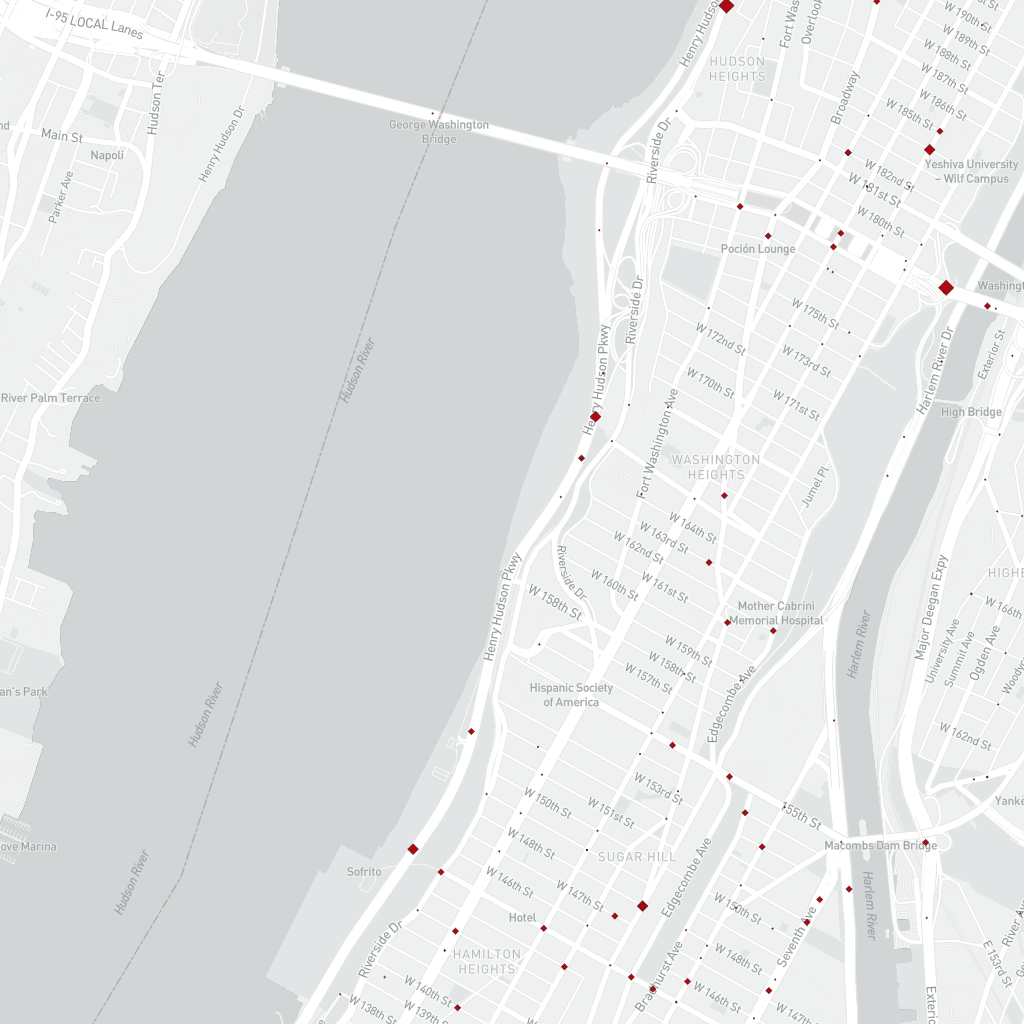 I-95 LOCAL Lanes
Henry Hudson
Fort Was
Overlook
W 190th St
W 189th St
W 188th St
W 187th St
W 186th St
W 185th St
HUDSON
HEIGHTS
Hudson Ter
Henry Hudson Dr
Broadway
George Washington
Bridge
nd
Main St
Napoli
Parker Ave
Riverside Dr
W 182nd St
W 181st St
W 180th St
Yeshiva University
– Wilf Campus
Poción Lounge
Washingt
Riverside Dr
W 175th St
W 173rd St
W 172nd St
W 171st St
W 170th St
Harlem River Dr
Exterior St
Hudson River
Henry Hudson Pkwy
River Palm Terrace
High Bridge
Fort Washington Ave
WASHINGTON
HEIGHTS
Jumel Pl
W 164th St
W 163rd St
W 162nd St
W 161st St
W 160th St
Riverside Dr
Henry Hudson Pkwy
W 158th St
Mother Cabrini
Memorial Hospital
Major Deegan Expy
HIGHE
W 166th
University Ave
Summit Ave
Ogden Ave
Woody
Harlem River
W 159th St
W 158th St
W 157th St
Hispanic Society
of America
Edgecombe Ave
W 162nd St
an's Park
Hudson River
W 153rd St
W 151st St
W 150th St
W 148th St
W 147th St
W 146th St
155th St
Yanke
Macombs Dam Bridge
ove Marina
Sofrito
SUGAR HILL
Hudson River
Edgecombe Ave
Harlem River
Hotel
HAMILTON
HEIGHTS
Riverside Dr
W 140th St
W 139th St
W 138th St
Bradhurst Ave
W 150th St
W 148th St
W 146th St
W 147th
Seventh Ave
River A
E 153rd St
Exterio